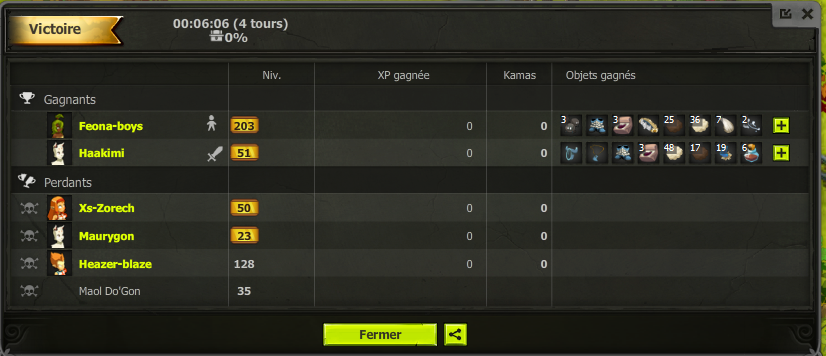 Victoire
00:06:06 (4 tours)
0%
Niv. XP gagnée Kamas Objets gagnés
Gagnants
Feona-boys 203 0 0 3 3 25 36 7 2
Haakimi 51 0 0 3 48 17 19 6
Perdants
Xs-Zorech 50 0 0
Maurygon 23 0 0
Heazer-blaze 128 0 0
Maol Do'Gon 35
Fermer